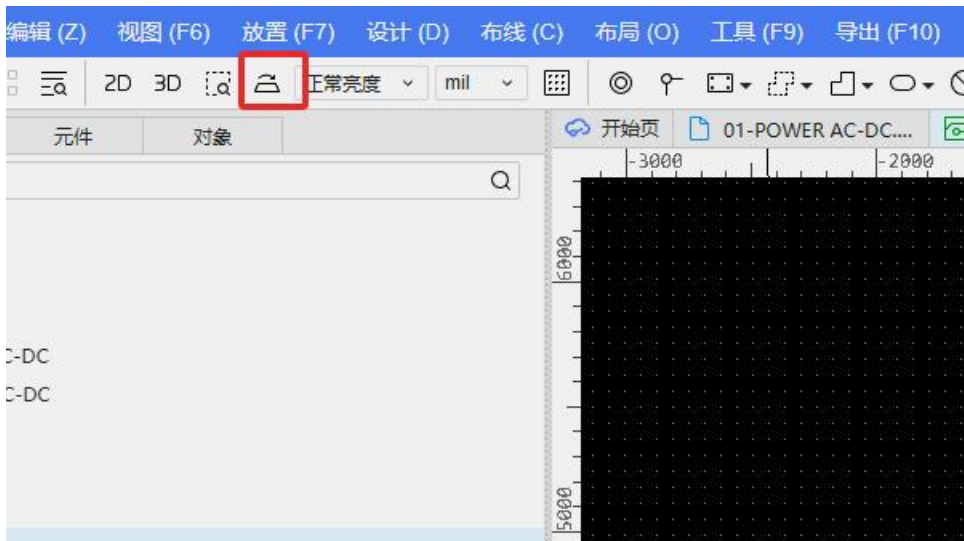 编辑 (Z) 视图 (F6) 放置 (F7) 设计 (D) 布线 (C) 布局 (O) 工具 (F9) 导出 (F10)
2D 3D 正常亮度 mil
元件 对象 开始页 01-POWER AC-DC....
-3000 -2000
6000
C-DC
C-DC
5000